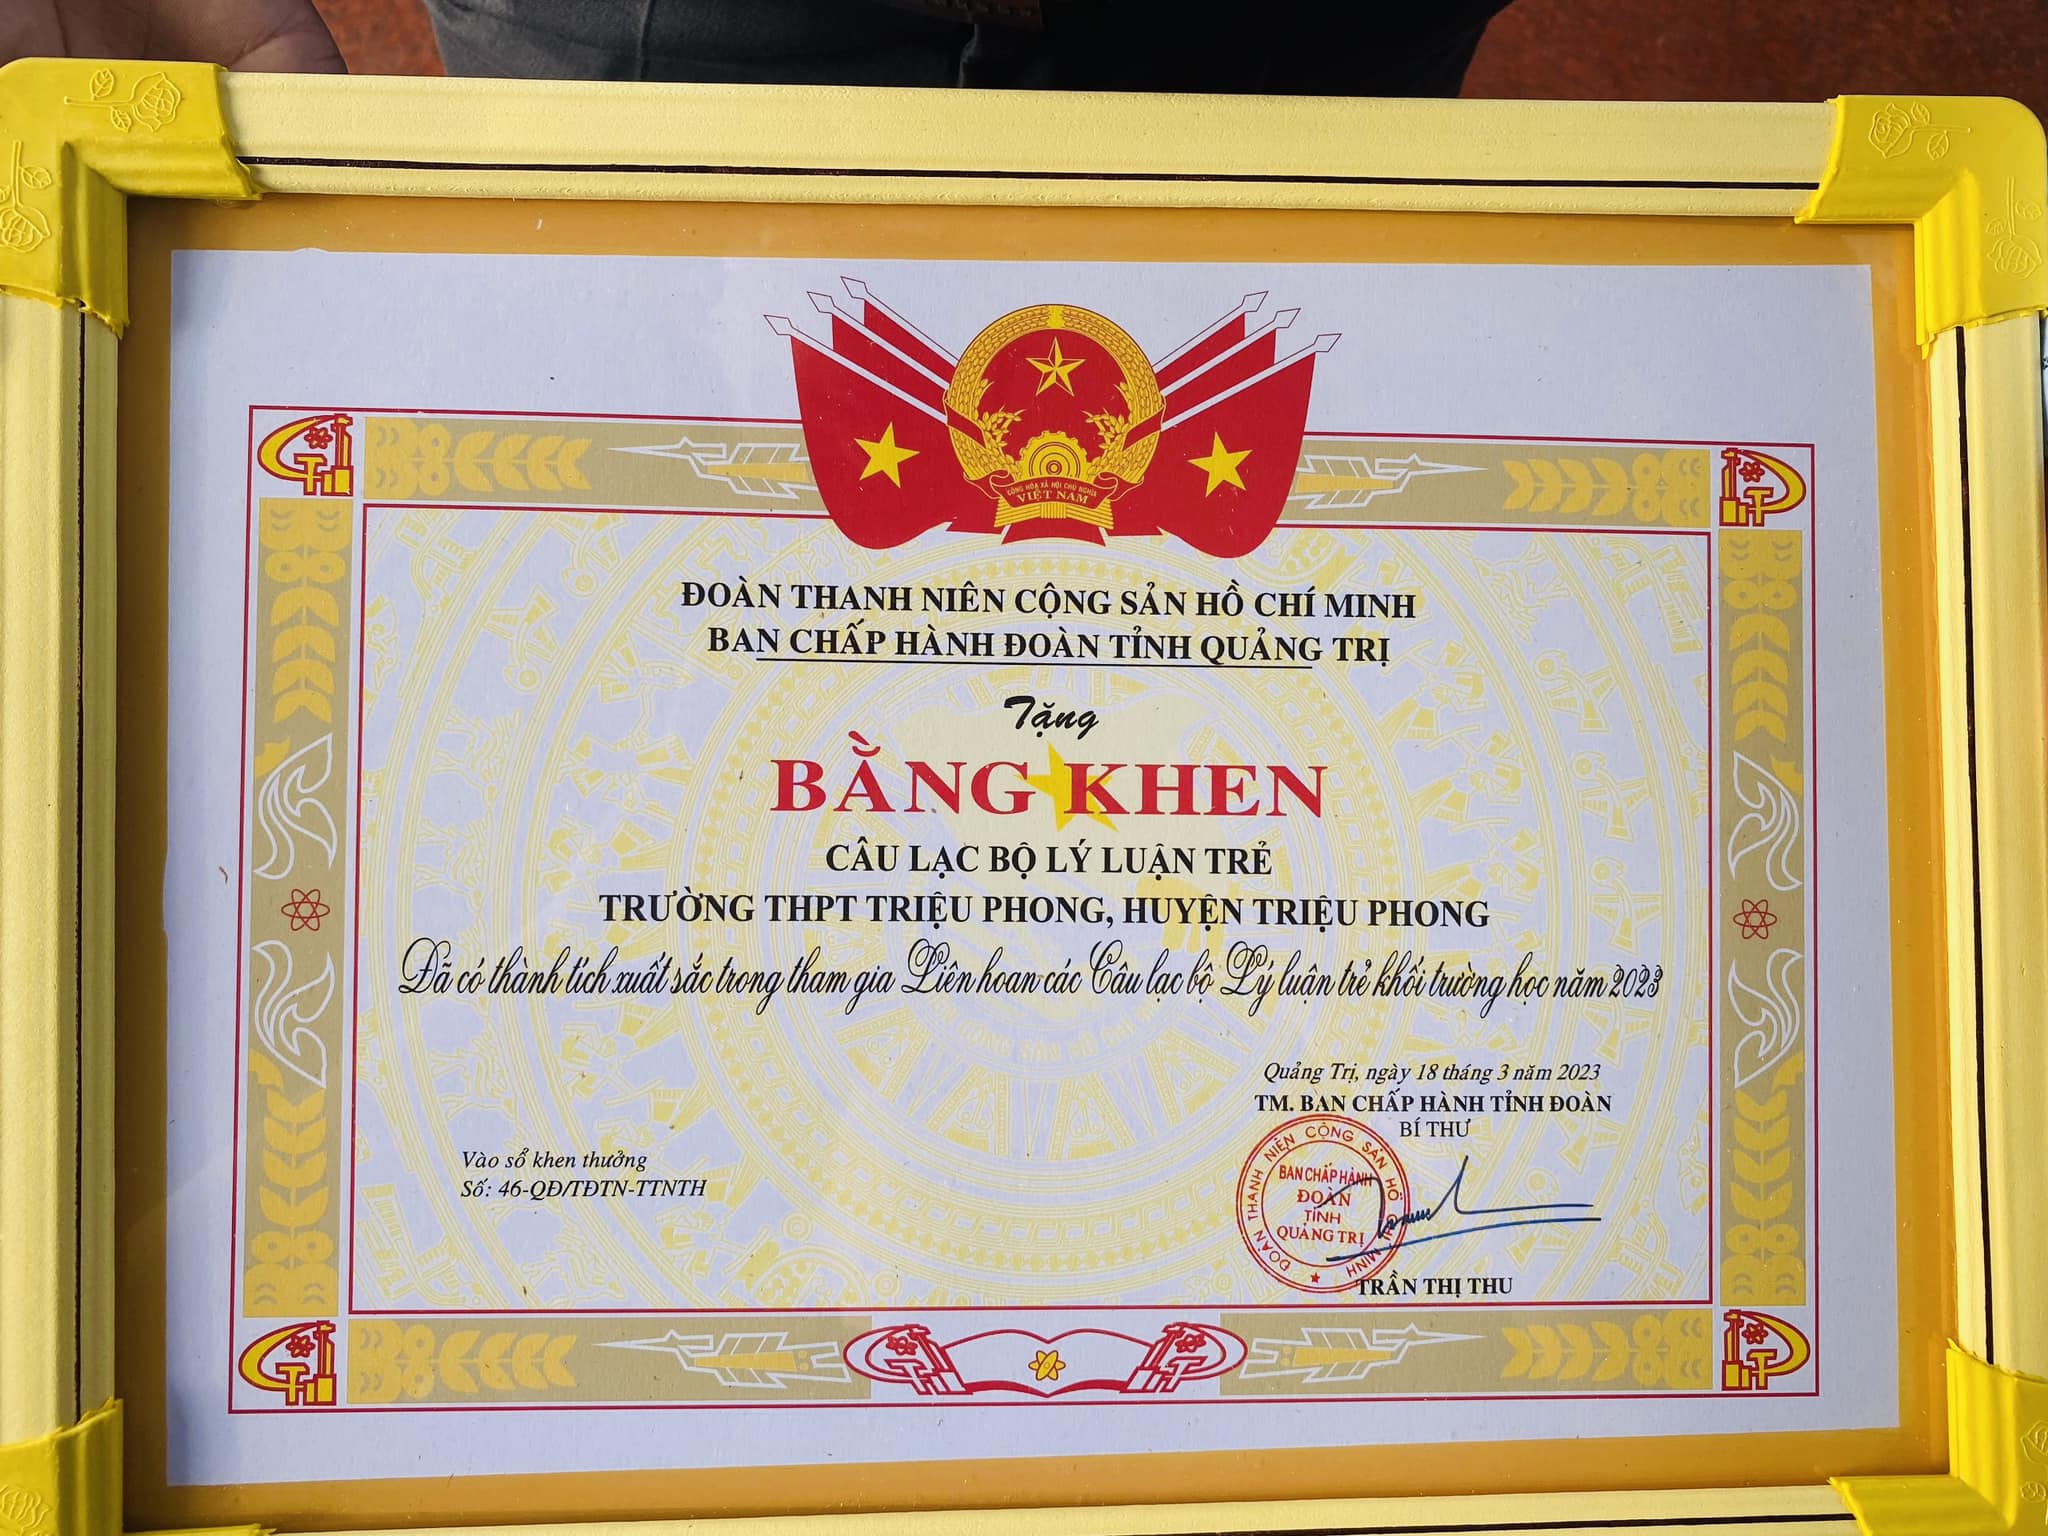 CỘNG HÒA XÃ HỘI CHỦ NGHĨA
VIỆT NAM
ĐOÀN THANH NIÊN CỘNG SẢN HỒ CHÍ MINH
BAN CHẤP HÀNH ĐOÀN TỈNH QUẢNG TRỊ
Tặng
BẰNG KHEN
CÂU LẠC BỘ LÝ LUẬN TRẺ
TRƯỜNG THPT TRIỆU PHONG, HUYỆN TRIỆU PHONG
Đã có thành tích xuất sắc trong tham gia Liên hoan các Câu lạc bộ Lý luận trẻ khối trường học năm 2023
Quảng Trị, ngày 18 tháng 3 năm 2023
TM. BAN CHẤP HÀNH TỈNH ĐOÀN
BÍ THƯ
Vào sổ khen thưởng
Số: 46-QĐ/TĐTN-TTNTH
ĐOÀN THANH NIÊN CỘNG SẢN HỒ CHÍ MINH
BAN CHẤP HÀNH
ĐOÀN
TỈNH
QUẢNG TRỊ
TRẦN THỊ THU